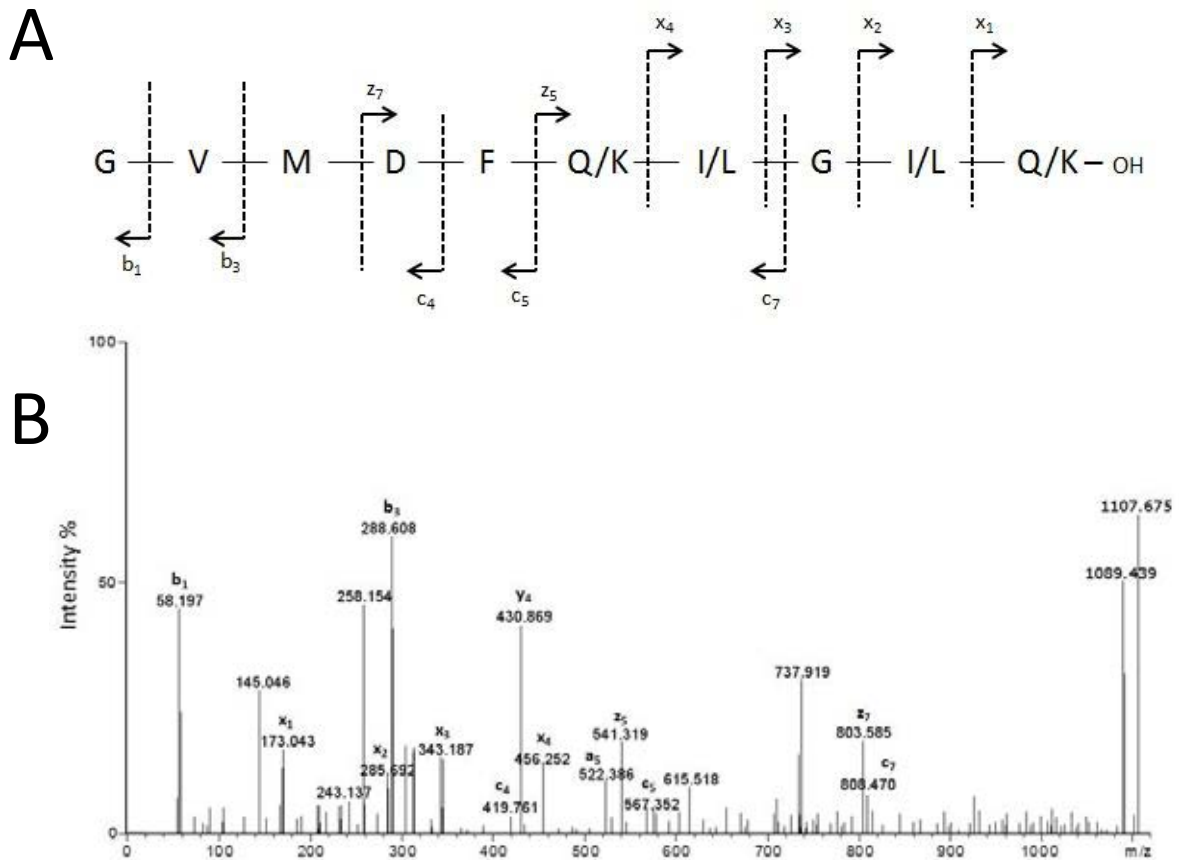 A
x₄ x₃ x₂ x₁
z₇ z₅
G V M D F Q/K I/L G I/L Q/K – OH
b₁ b₃ c₄ c₅ c₇
B
Intensity %
100
50
0
b₁
58.197
145.046
x₁
173.043
243.137
258.154
x₂
285.692
b₃
288.608
x₃
343.187
c₄
419.761
y₄
430.869
x₄
456.252
a₅
522.386
z₅
541.319
c₅
567.352
615.518
737.919
z₇
803.585
c₇
808.470
1089.439
1107.675
0 100 200 300 400 500 600 700 800 900 1000 m/z